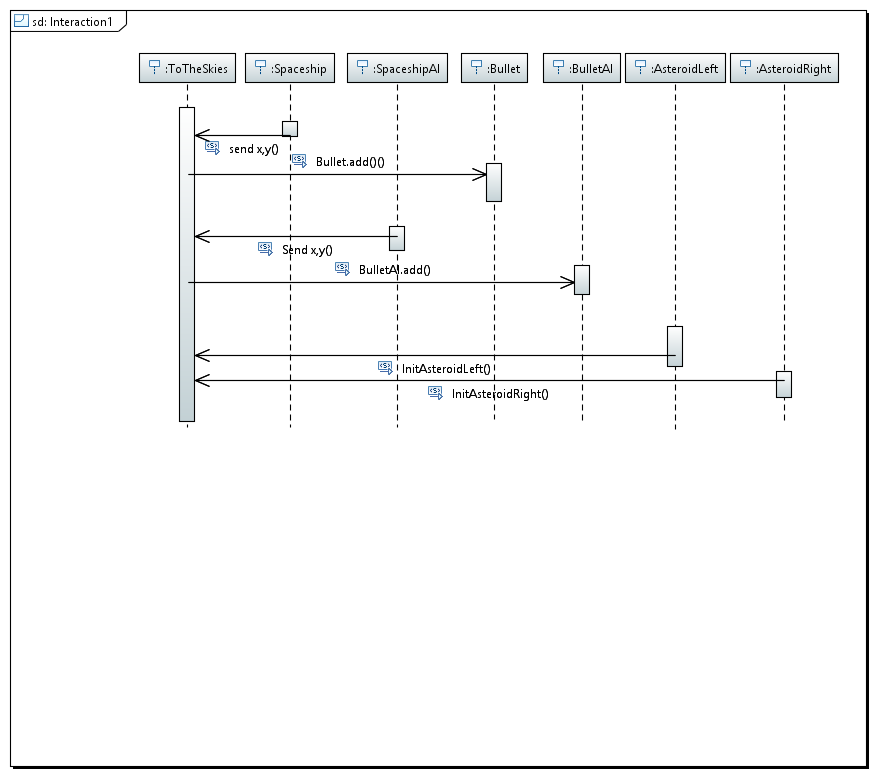 sd: Interaction1
:ToTheSkies
:Spaceship
:SpaceshipAI
:Bullet
:BulletAI
:AsteroidLeft
:AsteroidRight
send x,y()
Bullet.add()()
Send x,y()
BulletAI.add()
InitAsteroidLeft()
InitAsteroidRight()